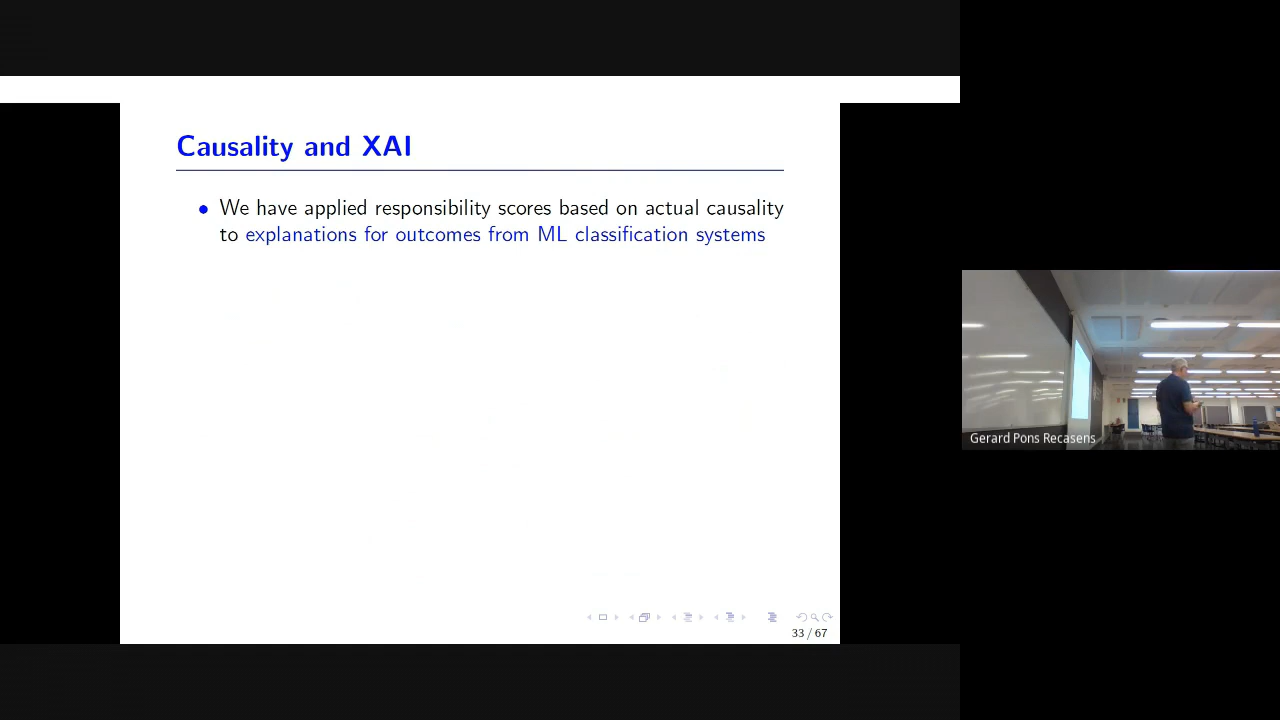 Causality and XAI
• We have applied responsibility scores based on actual causality
to explanations for outcomes from ML classification systems
33 / 67
Gerard Pons Recasens